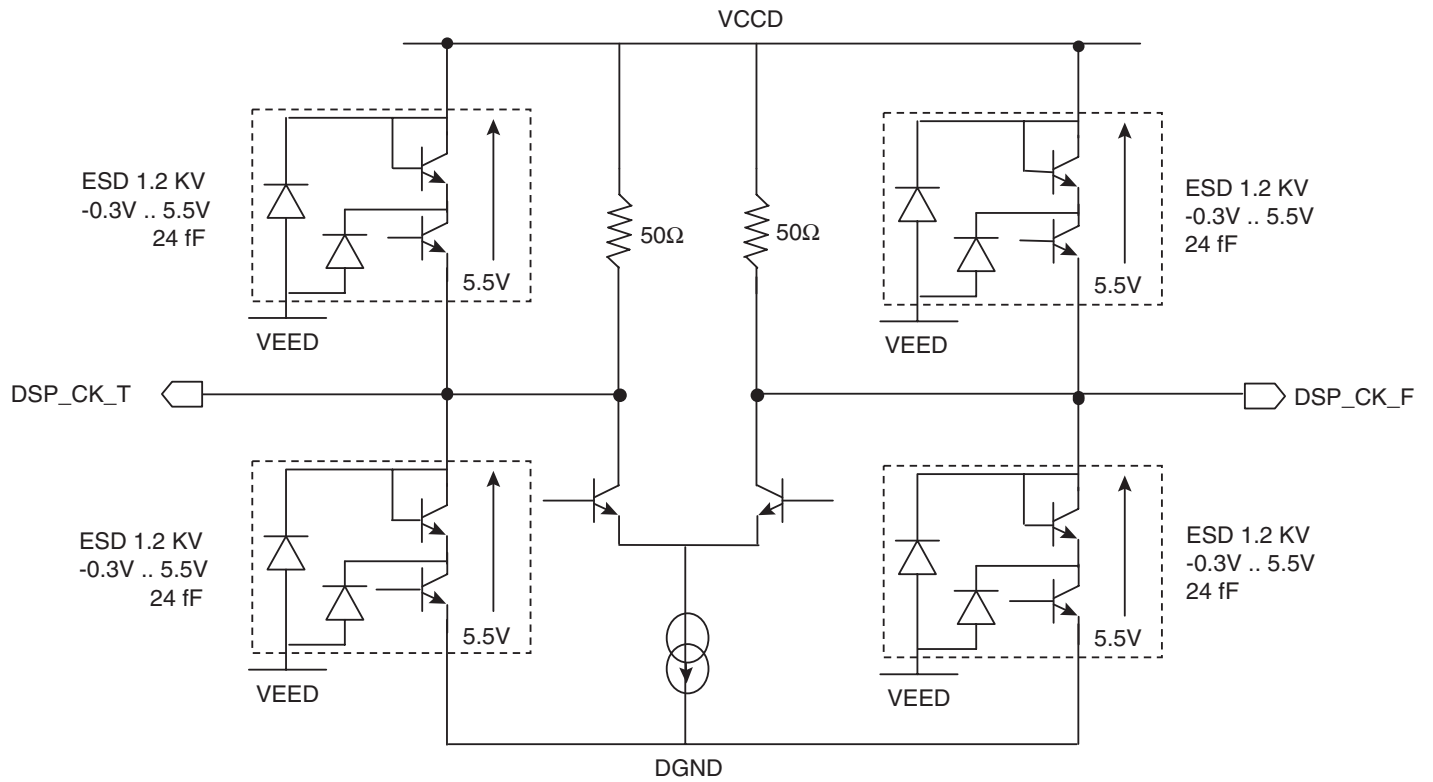 VCCD
ESD 1.2 KV
-0.3V .. 5.5V
24 fF
5.5V
VEED
50Ω
50Ω
ESD 1.2 KV
-0.3V .. 5.5V
24 fF
5.5V
VEED
DSP_CK_T
DSP_CK_F
ESD 1.2 KV
-0.3V .. 5.5V
24 fF
5.5V
VEED
ESD 1.2 KV
-0.3V .. 5.5V
24 fF
5.5V
VEED
DGND